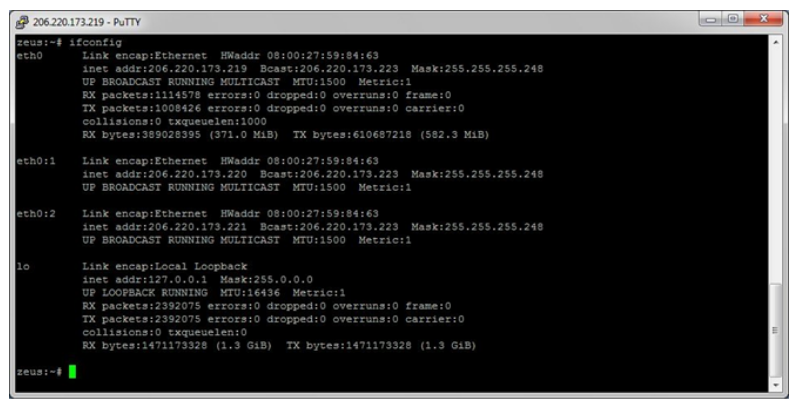 206.220.173.219 - PuTTY
zeus:~# ifconfig
eth0 Link encap:Ethernet HWaddr 08:00:27:59:84:63
inet addr:206.220.173.219 Bcast:206.220.173.223 Mask:255.255.255.248
UP BROADCAST RUNNING MULTICAST MTU:1500 Metric:1
RX packets:1114578 errors:0 dropped:0 overruns:0 frame:0
TX packets:1008426 errors:0 dropped:0 overruns:0 carrier:0
collisions:0 txqueuelen:1000
RX bytes:389028395 (371.0 MiB) TX bytes:610687218 (582.3 MiB)
eth0:1 Link encap:Ethernet HWaddr 08:00:27:59:84:63
inet addr:206.220.173.220 Bcast:206.220.173.223 Mask:255.255.255.248
UP BROADCAST RUNNING MULTICAST MTU:1500 Metric:1
eth0:2 Link encap:Ethernet HWaddr 08:00:27:59:84:63
inet addr:206.220.173.221 Bcast:206.220.173.223 Mask:255.255.255.248
UP BROADCAST RUNNING MULTICAST MTU:1500 Metric:1
lo Link encap:Local Loopback
inet addr:127.0.0.1 Mask:255.0.0.0
UP LOOPBACK RUNNING MTU:16436 Metric:1
RX packets:2392075 errors:0 dropped:0 overruns:0 frame:0
TX packets:2392075 errors:0 dropped:0 overruns:0 carrier:0
collisions:0 txqueuelen:0
RX bytes:1471173328 (1.3 GiB) TX bytes:1471173328 (1.3 GiB)
zeus:~#